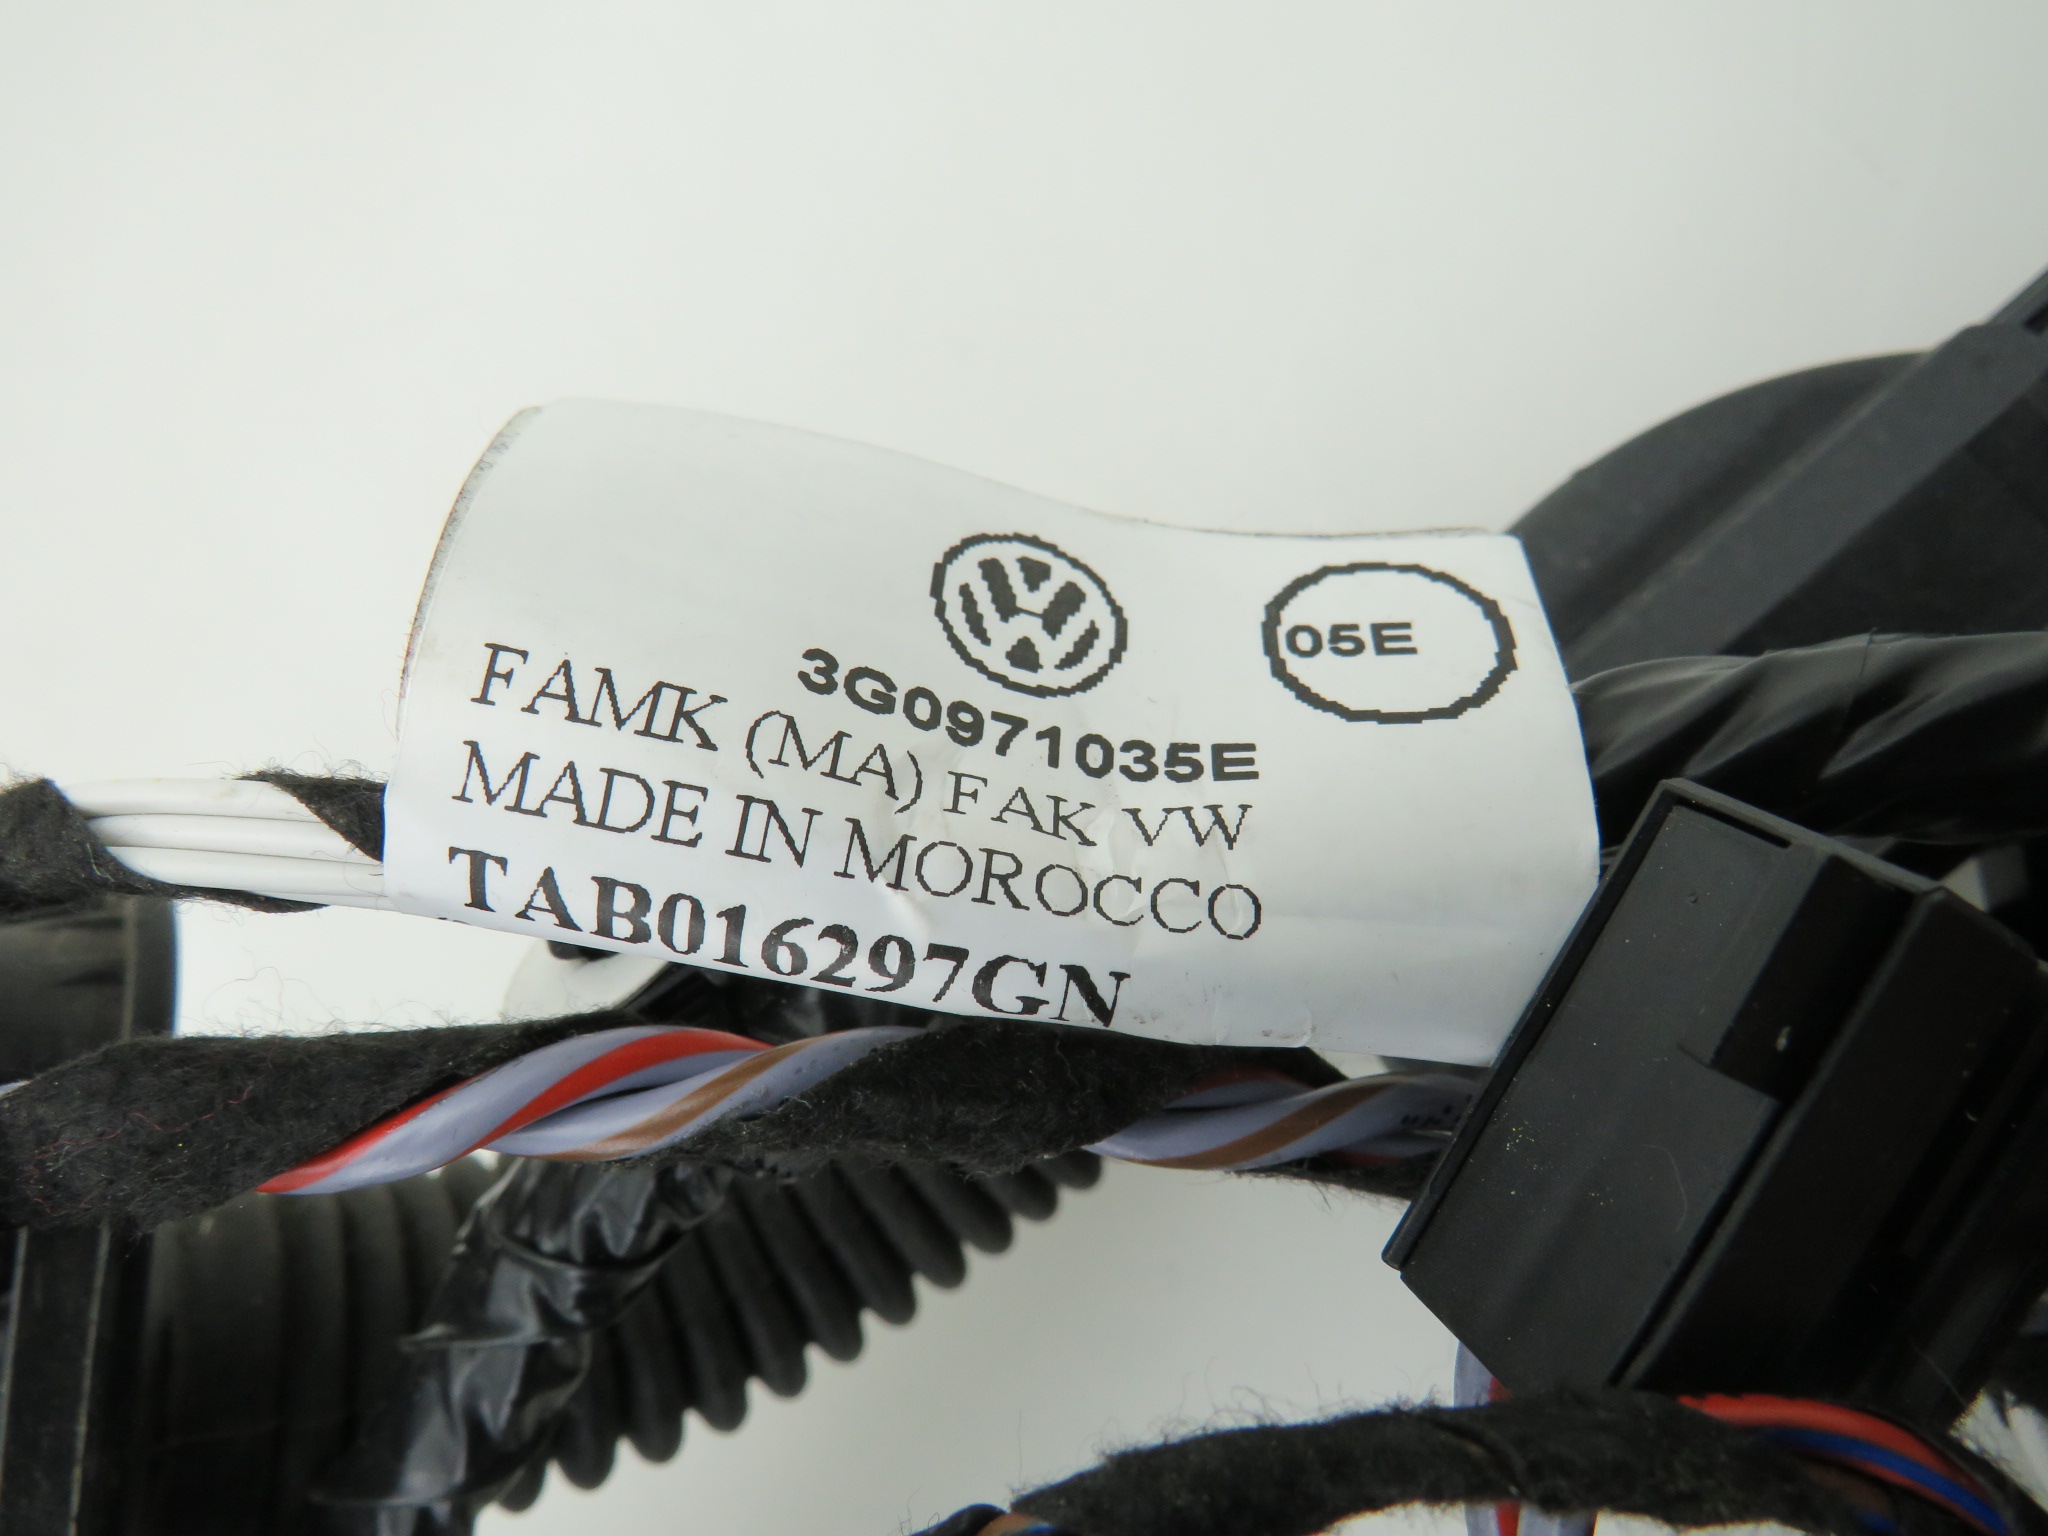 05E
3G0971035E
FAMK (MA) FAK VW
MADE IN MOROCCO
TAB016297GN